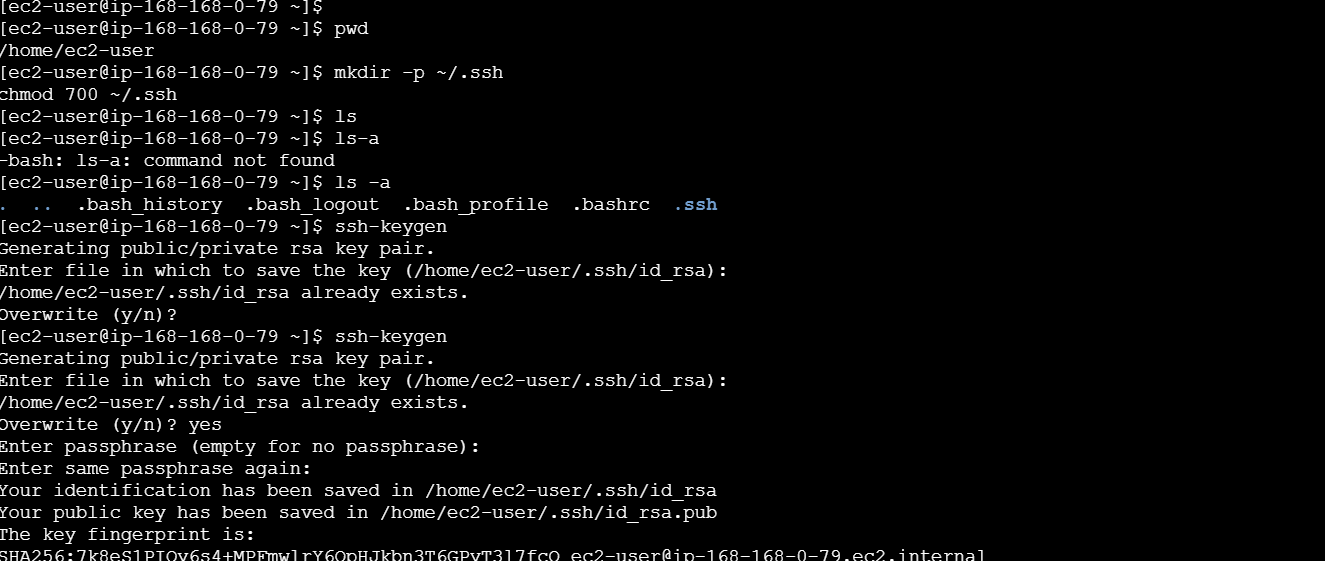 [ec2-user@ip-168-168-0-79 ~]$
[ec2-user@ip-168-168-0-79 ~]$ pwd
/home/ec2-user
[ec2-user@ip-168-168-0-79 ~]$ mkdir -p ~/.ssh
chmod 700 ~/.ssh
[ec2-user@ip-168-168-0-79 ~]$ ls
[ec2-user@ip-168-168-0-79 ~]$ ls-a
-bash: ls-a: command not found
[ec2-user@ip-168-168-0-79 ~]$ ls -a
. .. .bash_history .bash_logout .bash_profile .bashrc .ssh
[ec2-user@ip-168-168-0-79 ~]$ ssh-keygen
Generating public/private rsa key pair.
Enter file in which to save the key (/home/ec2-user/.ssh/id_rsa):
/home/ec2-user/.ssh/id_rsa already exists.
Overwrite (y/n)?
[ec2-user@ip-168-168-0-79 ~]$ ssh-keygen
Generating public/private rsa key pair.
Enter file in which to save the key (/home/ec2-user/.ssh/id_rsa):
/home/ec2-user/.ssh/id_rsa already exists.
Overwrite (y/n)? yes
Enter passphrase (empty for no passphrase):
Enter same passphrase again:
Your identification has been saved in /home/ec2-user/.ssh/id_rsa
Your public key has been saved in /home/ec2-user/.ssh/id_rsa.pub
The key fingerprint is:
ec2-user@ip-168-168-0-79.ec2.internal